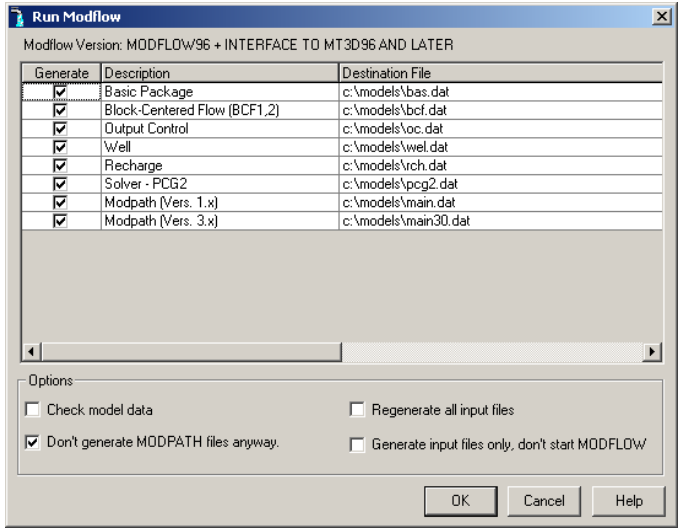 Run Modflow
Modflow Version: MODFLOW96 + INTERFACE TO MT3D96 AND LATER
Generate Description Destination File
Basic Package c:\models\bas.dat
Block-Centered Flow (BCF1,2) c:\models\bcf.dat
Output Control c:\models\oc.dat
Well c:\models\wel.dat
Recharge c:\models\rch.dat
Solver - PCG2 c:\models\pcg2.dat
Modpath (Vers. 1.x) c:\models\main.dat
Modpath (Vers. 3.x) c:\models\main30.dat
Options
Check model data Regenerate all input files
Don't generate MODPATH files anyway. Generate input files only, don't start MODFLOW
OK Cancel Help